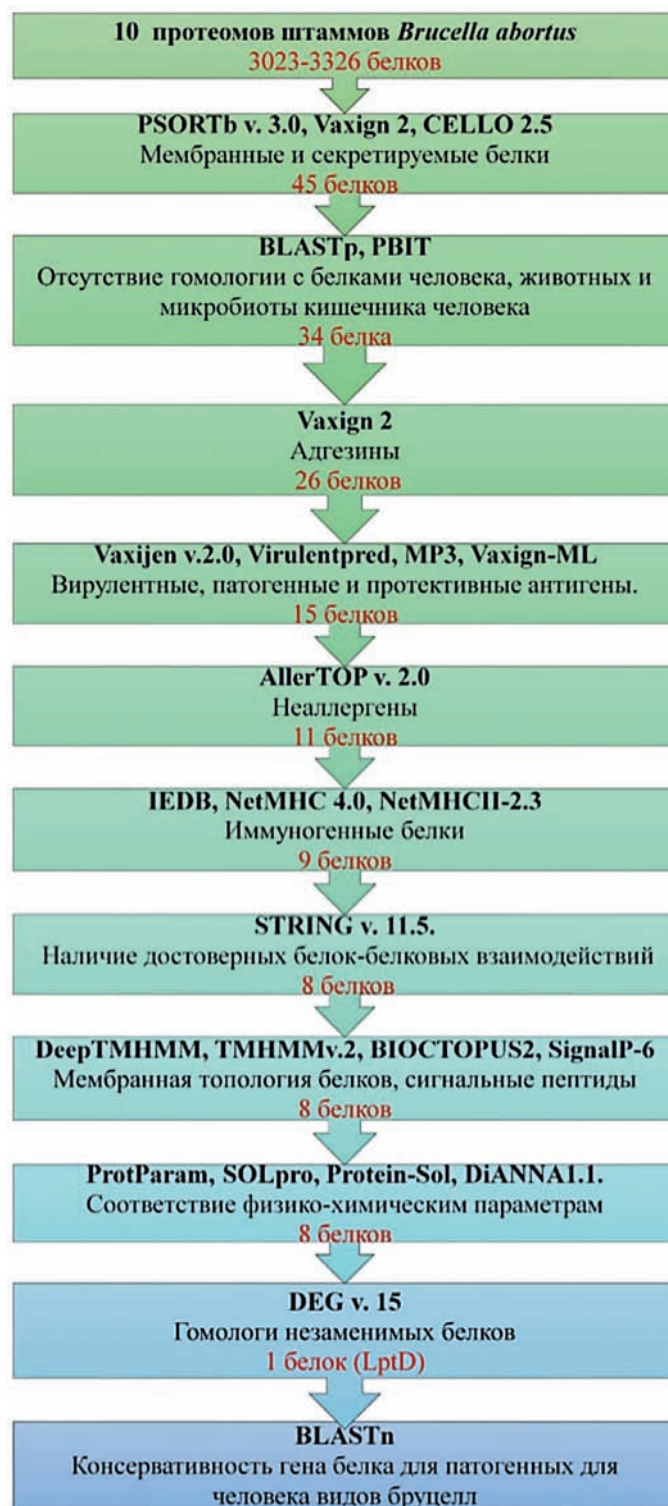 10 протеомов штаммов Brucella abortus
3023-3326 белков
PSORTb v. 3.0, Vaxign 2, CELLO 2.5
Мембранные и секретируемые белки
45 белков
BLASTp, PBIT
Отсутствие гомологии с белками человека, животных и
микробиоты кишечника человека
34 белка
Vaxign 2
Адгезины
26 белков
Vaxijen v.2.0, Virulentpred, MP3, Vaxign-ML
Вирулентные, патогенные и протективные антигены.
15 белков
AllerTOP v. 2.0
Неаллергены
11 белков
IEDB, NetMHC 4.0, NetMHCII-2.3
Иммуногенные белки
9 белков
STRING v. 11.5.
Наличие достоверных белок-белковых взаимодействий
8 белков
DeepTMHMM, TMHMMv.2, BIOCTOPUS2, SignalP-6
Мембранная топология белков, сигнальные пептиды
8 белков
ProtParam, SOLpro, Protein-Sol, DiANNA1.1.
Соответствие физико-химическим параметрам
8 белков
DEG v. 15
Гомологи незаменимых белков
1 белок (LptD)
BLASTn
Консервативность гена белка для патогенных для
человека видов бруцелл